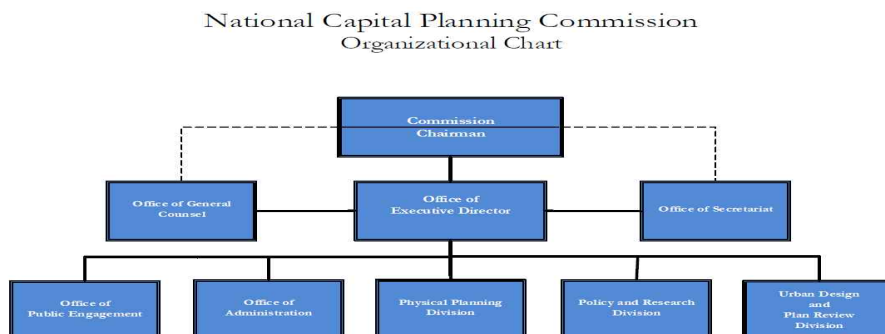 National Capital Planning Commission
Organizational Chart
Commission
Chairman
Office of General
Counsel
Office of
Executive Director
Office of Secretariat
Office of
Public Engagement
Office of
Administration
Physical Planning
Division
Policy and Research
Division
Urban Design
and
Plan Review
Division